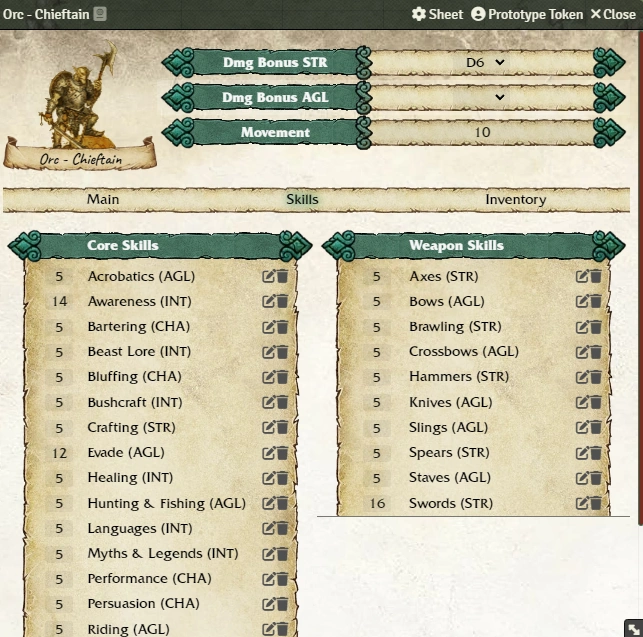 Orc - Chieftain Sheet Prototype Token Close
Dmg Bonus STR D6
Dmg Bonus AGL
Movement 10
Orc - Chieftain
Main Skills Inventory
Core Skills
5 Acrobatics (AGL)
14 Awareness (INT)
5 Bartering (CHA)
5 Beast Lore (INT)
5 Bluffing (CHA)
5 Bushcraft (INT)
5 Crafting (STR)
12 Evade (AGL)
5 Healing (INT)
5 Hunting & Fishing (AGL)
5 Languages (INT)
5 Myths & Legends (INT)
5 Performance (CHA)
5 Persuasion (CHA)
5 Riding (AGL)
Weapon Skills
5 Axes (STR)
5 Bows (AGL)
5 Brawling (STR)
5 Crossbows (AGL)
5 Hammers (STR)
5 Knives (AGL)
5 Slings (AGL)
5 Spears (STR)
5 Staves (AGL)
16 Swords (STR)